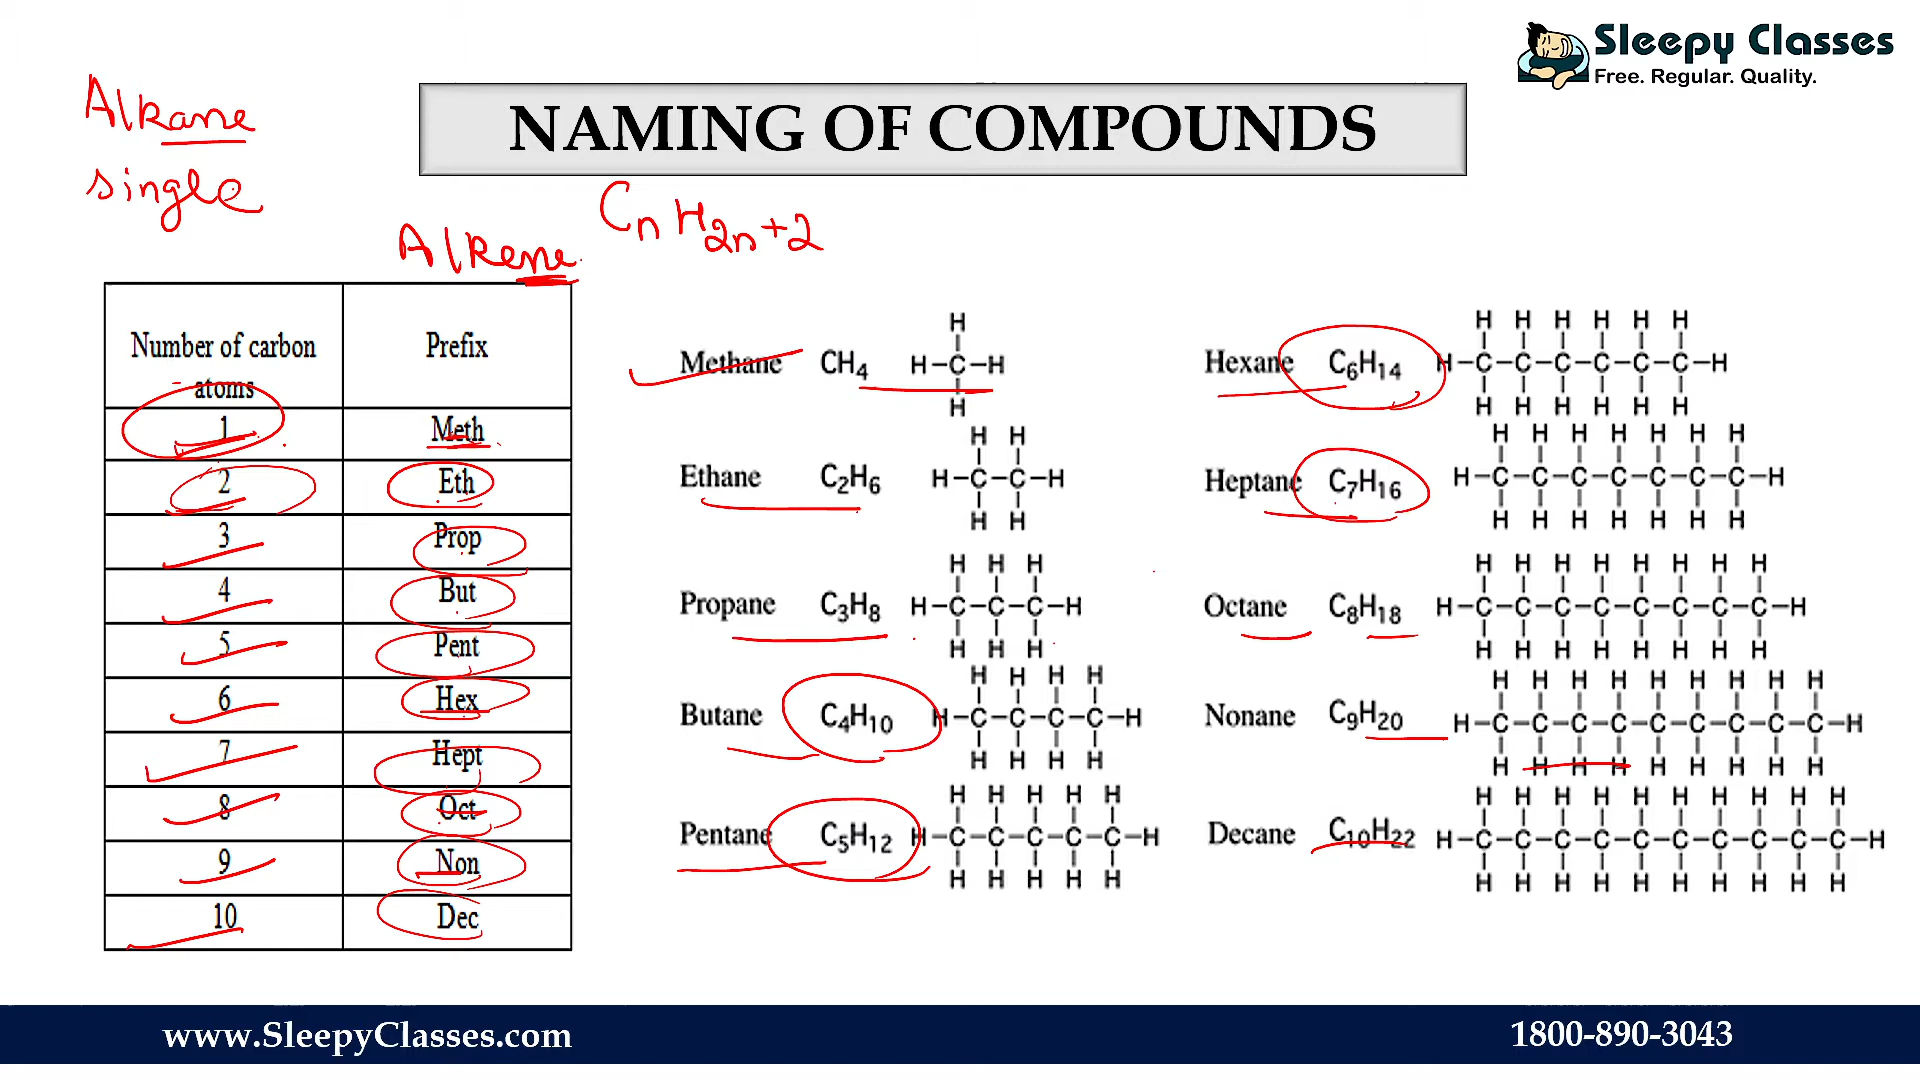 Sleepy Classes
Free. Regular. Quality.
NAMING OF COMPOUNDS
Alkane
single
Alkene
CnH2n+2
Number of carbon atoms Prefix
1 Meth
2 Eth
3 Prop
4 But
5 Pent
6 Hex
7 Hept
8 Oct
9 Non
10 Dec
Methane CH4
H
H-C-H
H
Ethane C2H6
H H
H-C-C-H
H H
Propane C3H8
H H H
H-C-C-C-H
H H H
Butane C4H10
H H H H
H-C-C-C-C-H
H H H H
Pentane C5H12
H H H H H
H-C-C-C-C-C-H
H H H H H
Hexane C6H14
H H H H H H
H-C-C-C-C-C-C-H
H H H H H H
Heptane C7H16
H H H H H H H
H-C-C-C-C-C-C-C-H
H H H H H H H
Octane C8H18
H H H H H H H H
H-C-C-C-C-C-C-C-C-H
H H H H H H H H
Nonane C9H20
H H H H H H H H H
H-C-C-C-C-C-C-C-C-C-H
H H H H H H H H H
Decane C10H22
H H H H H H H H H H
H-C-C-C-C-C-C-C-C-C-C-H
H H H H H H H H H H
www.SleepyClasses.com
1800-890-3043